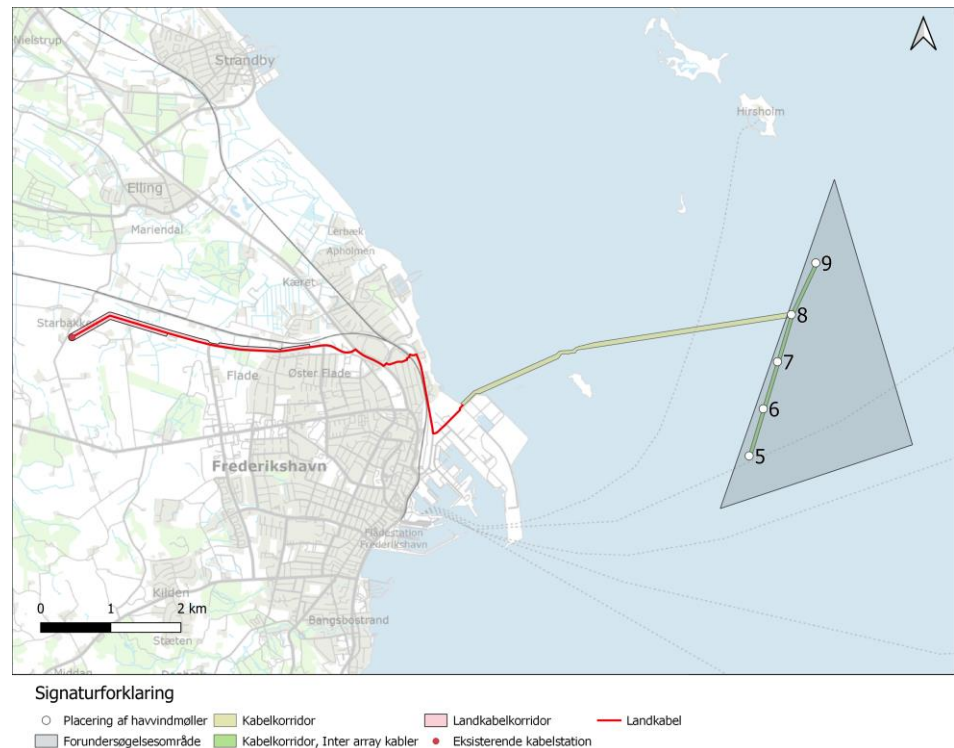 Nielstrup
Strandby
Hirsholm
Elling
Mariendal
Lerbæk
Apholmen
Kæret
9
Starbakke
8
Flade
Øster Flade
7
6
Frederikshavn
5
Flådestation
Frederikshavn
Kilden
0 1 2 km
Bangsbostrand
Stæten
Signaturforklaring
Placering af havvindmøller Kabelkorridor Landkabelkorridor Landkabel
Forundersøgelsesområde Kabelkorridor, Inter array kabler Eksisterende kabelstation